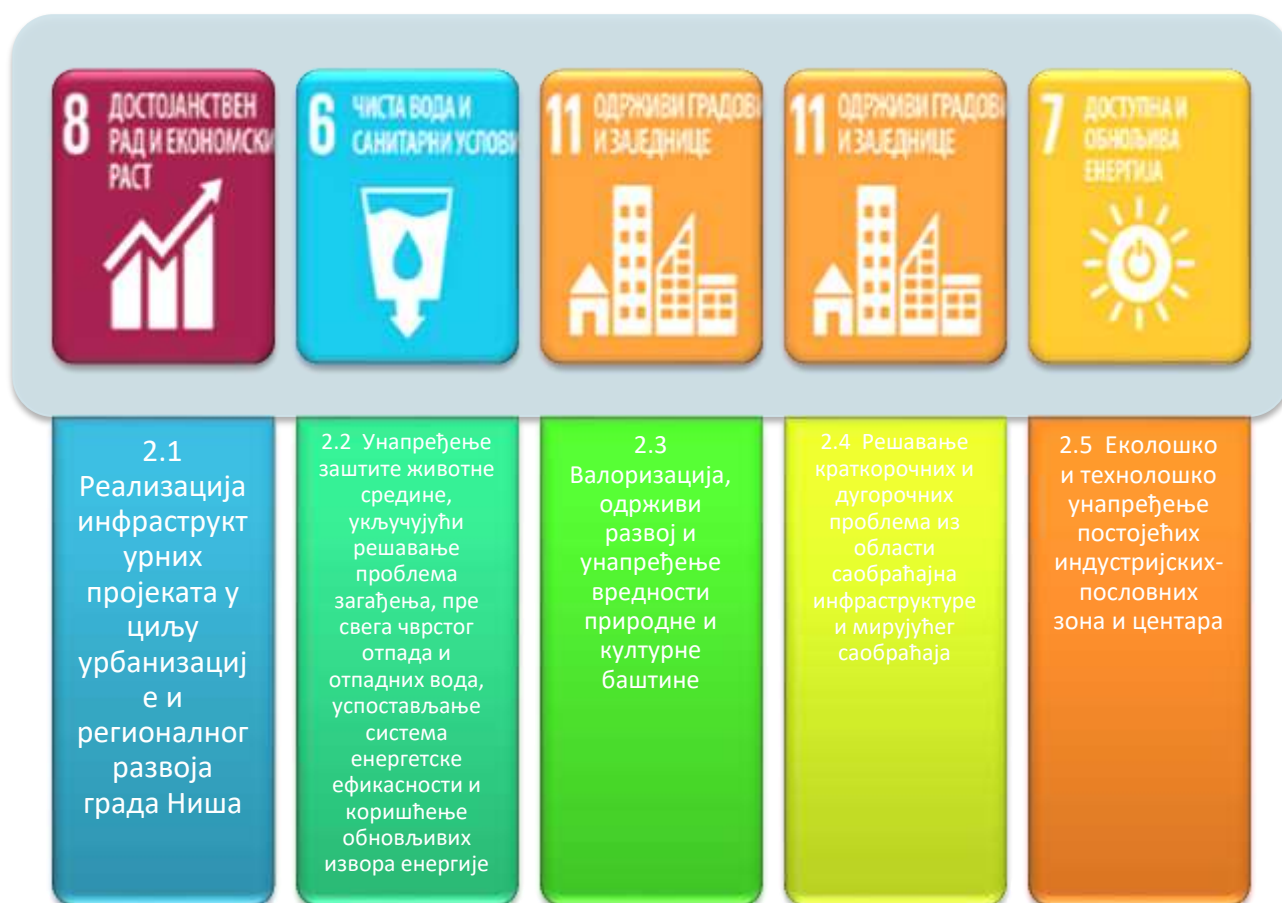 8
ДОСТОЈАНСТВЕН
РАД И ЕКОНОМСКИ
РАСТ
6
ЧИСТА ВОДА И
САНИТАРНИ УСЛОВИ
11
ОДРЖИВИ ГРАДОВИ
И ЗАЈЕДНИЦЕ
11
ОДРЖИВИ ГРАДОВИ
И ЗАЈЕДНИЦЕ
7
ДОСТУПНА И
ОБНОЉИВА
ЕНЕРГИЈА
2.1
Реализација
инфраструкт
урних
пројеката у
циљу
урбанизациј
е и
регионалног
развоја
града Ниша
2.2 Унапређење
заштите животне
средине,
укључујући
решавање
проблема
загађења, пре
свега чврстог
отпада и
отпадних вода,
успостављање
система
енергетске
ефикасности и
коришћење
обновљивих
извора енергије
2.3
Валоризација,
одрживи
развој и
унапређење
вредности
природне и
културне
баштине
2.4 Решавање
краткорочних и
дугорочних
проблема из
области
саобраћајна
инфраструктуре
и мирујућег
саобраћаја
2.5 Еколошко
и технолошко
унапређење
постојећих
индустријских-
пословних
зона и центара